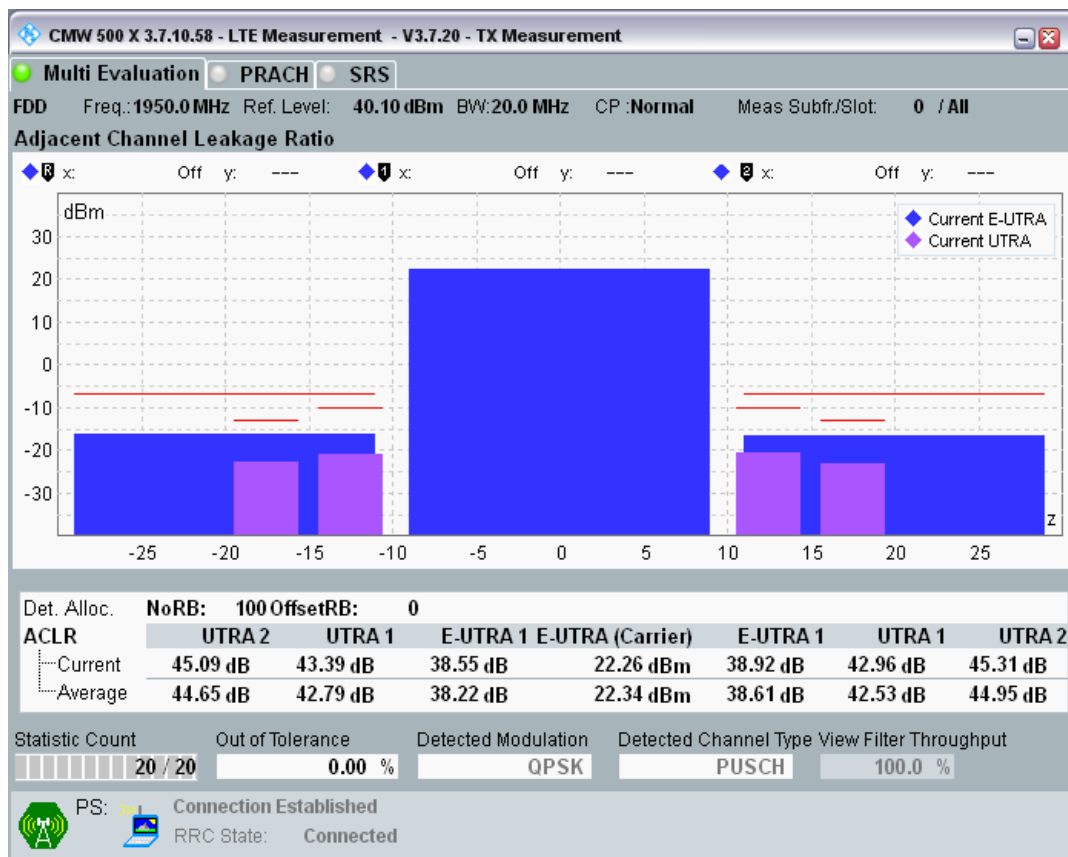 CMW 500 X 3.7.10.58 - LTE Measurement - V3.7.20 - TX Measurement
Multi Evaluation PRACH SRS
FDD Freq.:1950.0 MHz Ref. Level: 40.10 dBm BW:20.0 MHz CP :Normal Meas Subfr./Slot: 0 / All
Adjacent Channel Leakage Ratio
R x: Off y: --- 1 x: Off y: --- 2 x: Off y: ---
dBm
Current E-UTRA
Current UTRA
30
20
10
0
-10
-20
-30
z
-25 -20 -15 -10 -5 0 5 10 15 20 25
Det. Alloc. NoRB: 100 OffsetRB: 0
ACLR UTRA 2 UTRA 1 E-UTRA 1 E-UTRA (Carrier) E-UTRA 1 UTRA 1 UTRA 2
Current 45.09 dB 43.39 dB 38.55 dB 22.26 dBm 38.92 dB 42.96 dB 45.31 dB
Average 44.65 dB 42.79 dB 38.22 dB 22.34 dBm 38.61 dB 42.53 dB 44.95 dB
Statistic Count Out of Tolerance Detected Modulation Detected Channel Type View Filter Throughput
20 / 20 0.00 % QPSK PUSCH 100.0 %
PS: Connection Established
RRC State: Connected